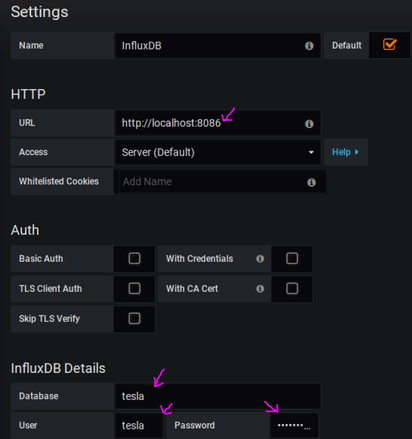 Settings
Name InfluxDB Default
HTTP
URL http://localhost:8086
Access Server (Default) Help
Whitelisted Cookies Add Name
Auth
Basic Auth With Credentials
TLS Client Auth With CA Cert
Skip TLS Verify
InfluxDB Details
Database tesla
User tesla Password ·······...